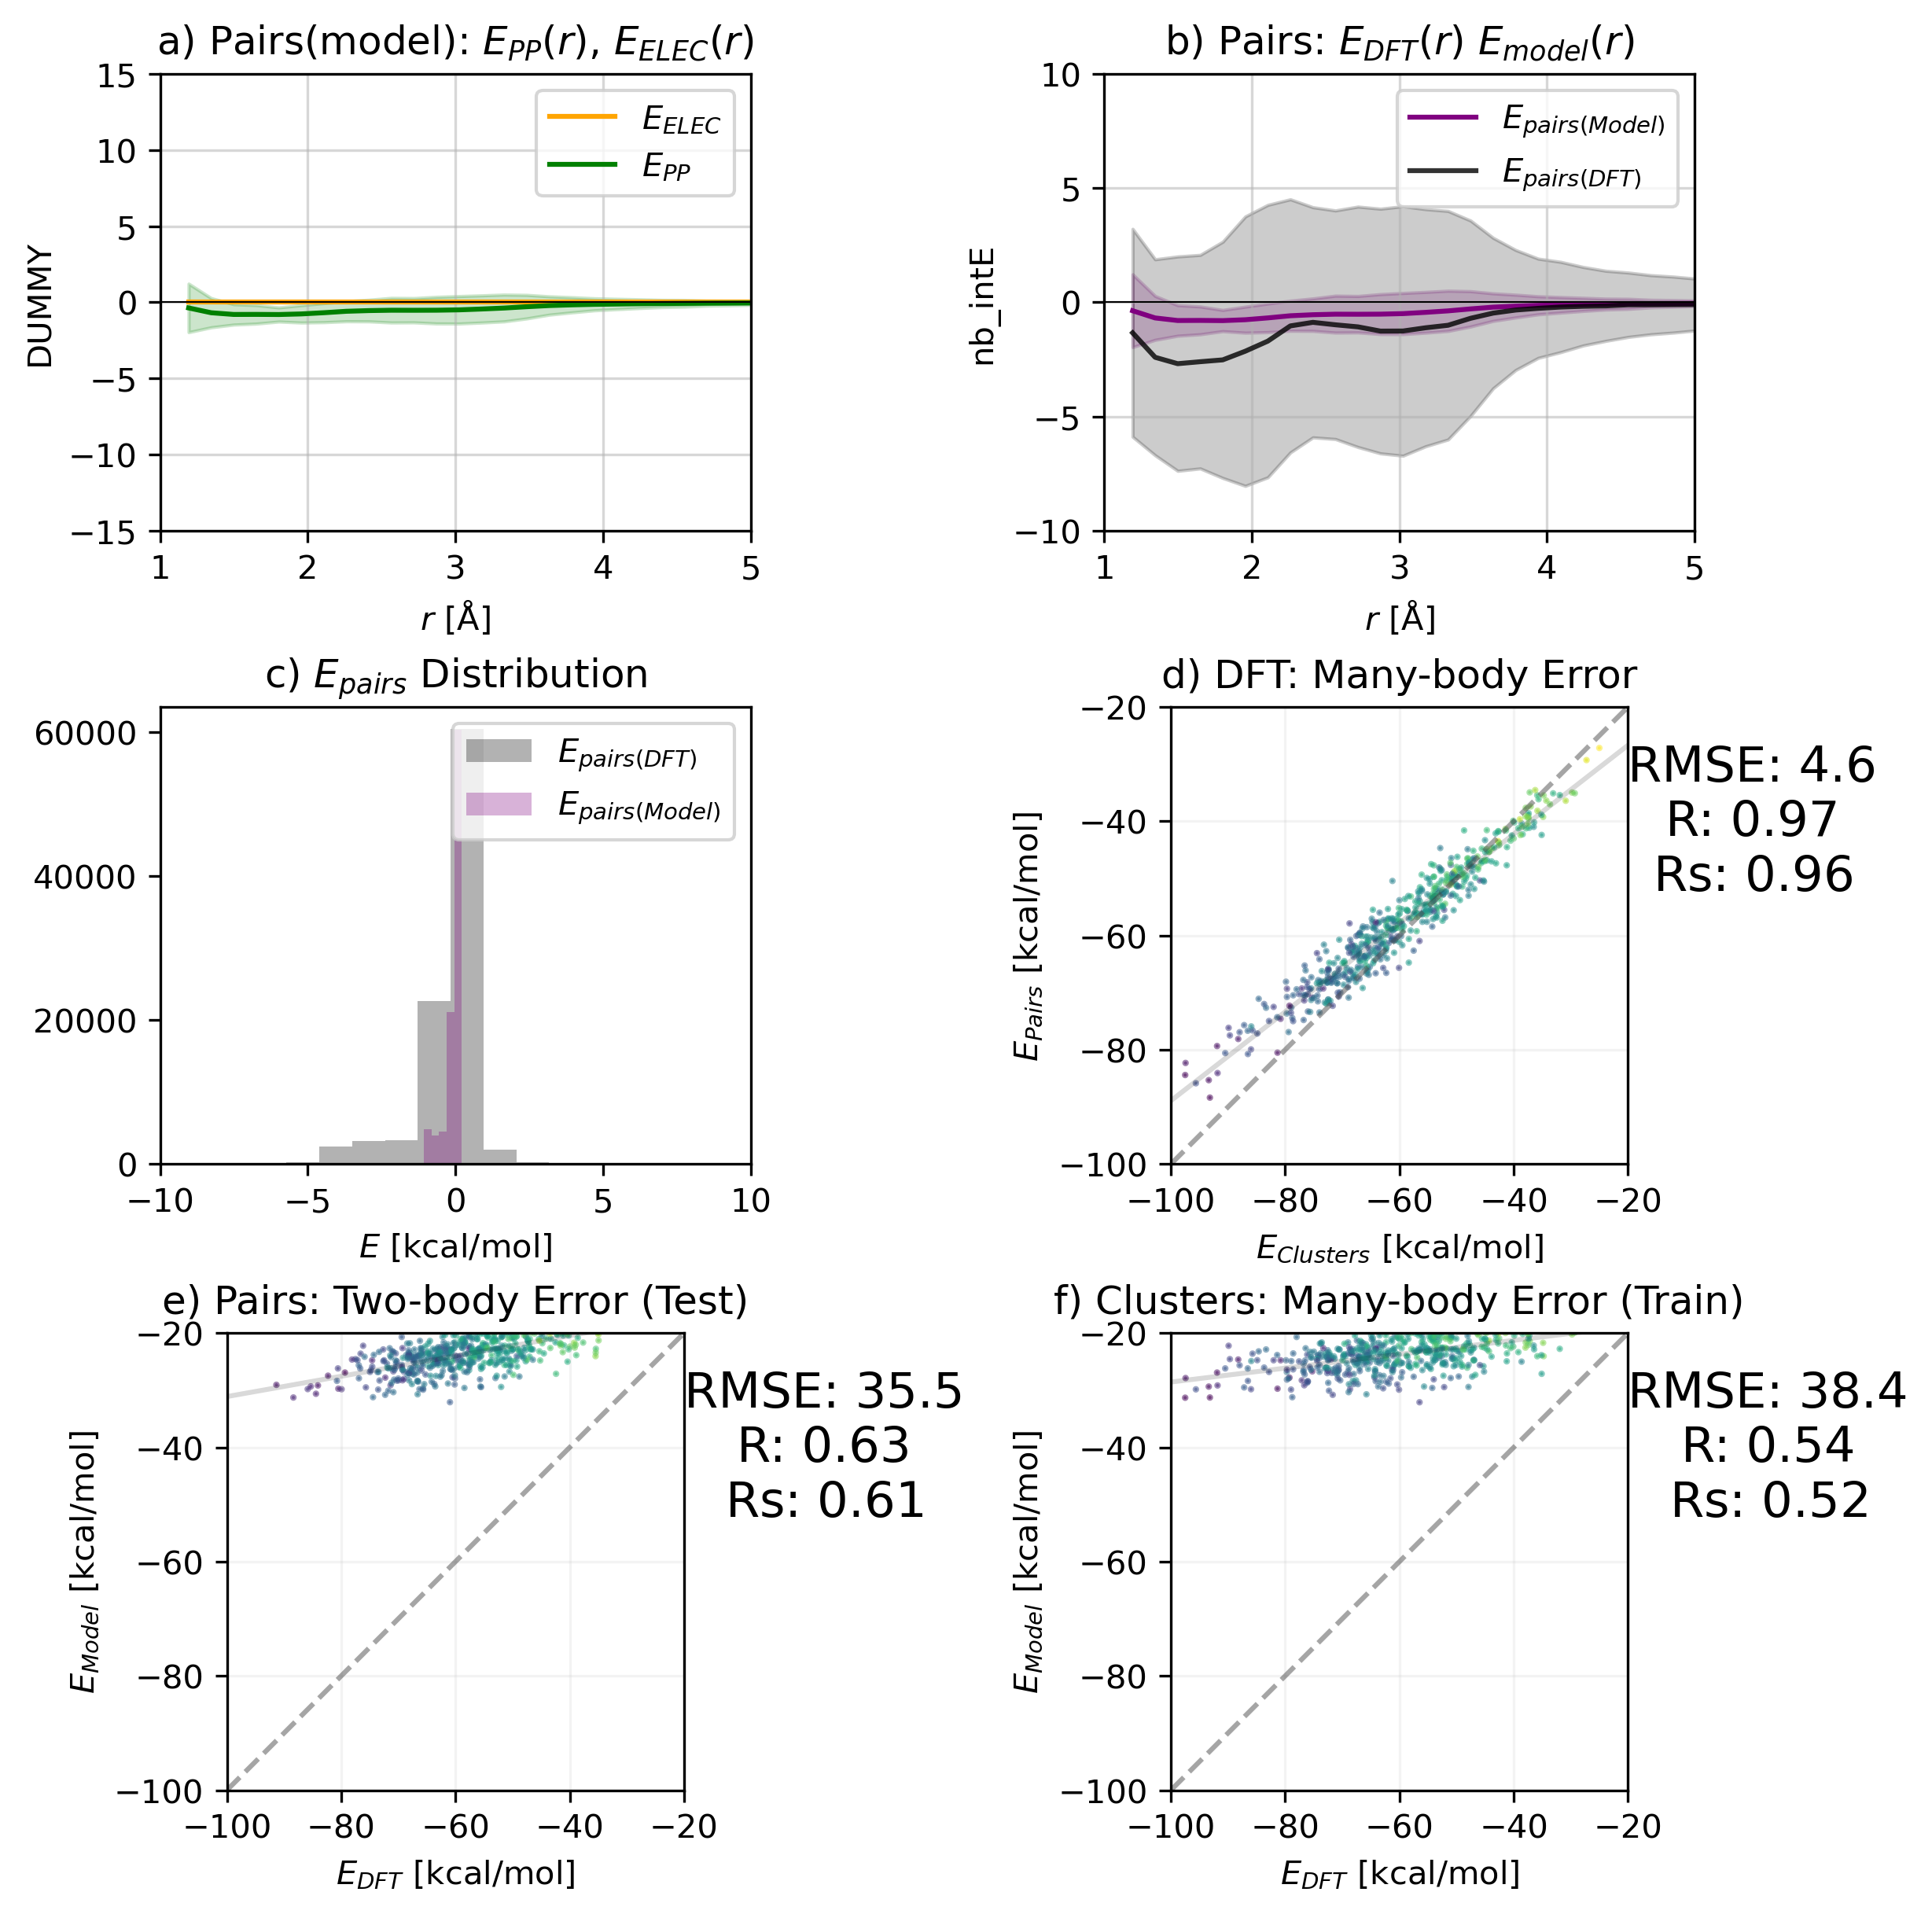 a) Pairs(model): E_PP(r), E_ELEC(r)
15
10
5
0
−5
−10
−15
DUMMY
E_ELEC
E_PP
1 2 3 4 5
r [Å]
b) Pairs: E_DFT(r) E_model(r)
10
5
0
−5
−10
nb_intE
E_pairs(Model)
E_pairs(DFT)
1 2 3 4 5
r [Å]
c) E_pairs Distribution
60000
40000
20000
0
E_pairs(DFT)
E_pairs(Model)
−10 −5 0 5 10
E [kcal/mol]
d) DFT: Many-body Error
−20
−40
−60
−80
−100
E_Pairs [kcal/mol]
RMSE: 4.6
R: 0.97
Rs: 0.96
−100 −80 −60 −40 −20
E_Clusters [kcal/mol]
e) Pairs: Two-body Error (Test)
−20
−40
−60
−80
−100
E_Model [kcal/mol]
RMSE: 35.5
R: 0.63
Rs: 0.61
−100 −80 −60 −40 −20
E_DFT [kcal/mol]
f) Clusters: Many-body Error (Train)
−20
−40
−60
−80
−100
E_Model [kcal/mol]
RMSE: 38.4
R: 0.54
Rs: 0.52
−100 −80 −60 −40 −20
E_DFT [kcal/mol]